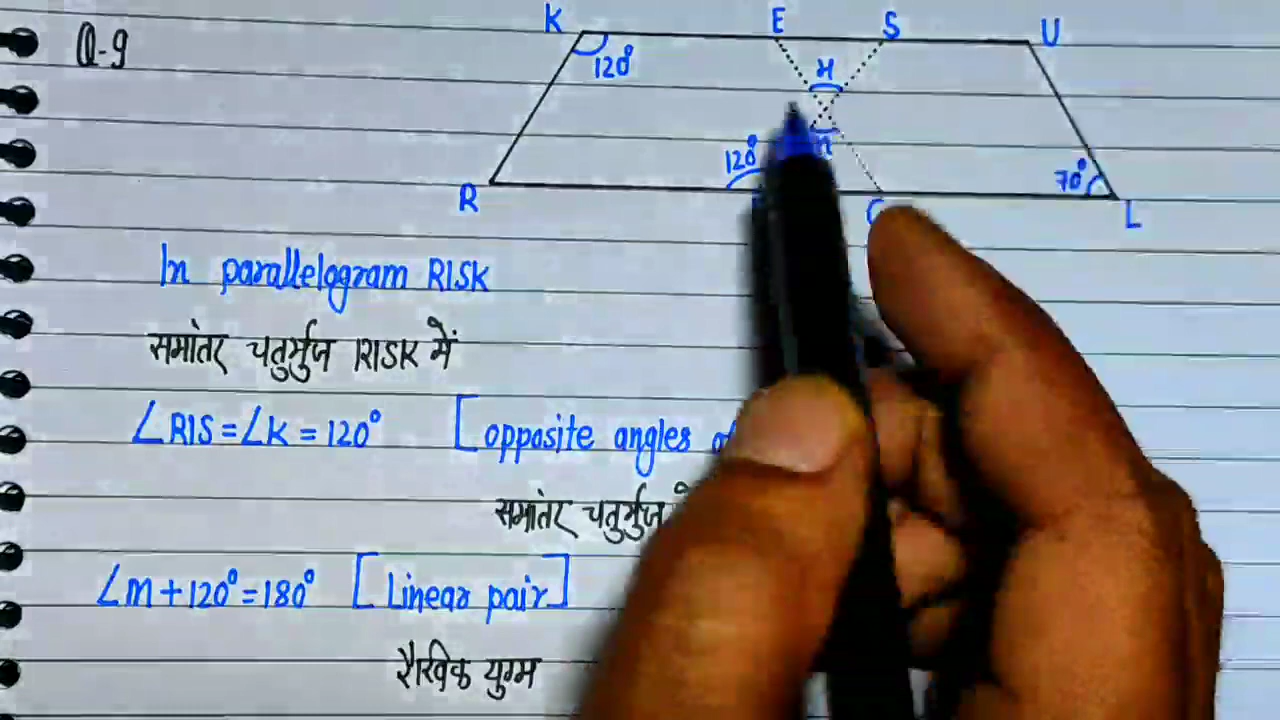 Q-9
K E S U
120° x
120° n 70°
R C L
In parallelogram RISK
समांतर चतुर्भुज RISK में
∠RIS = ∠K = 120° [opposite angles of
समांतर चतुर्भुज
∠m + 120° = 180° [Linear pair]
रैखिक युग्म